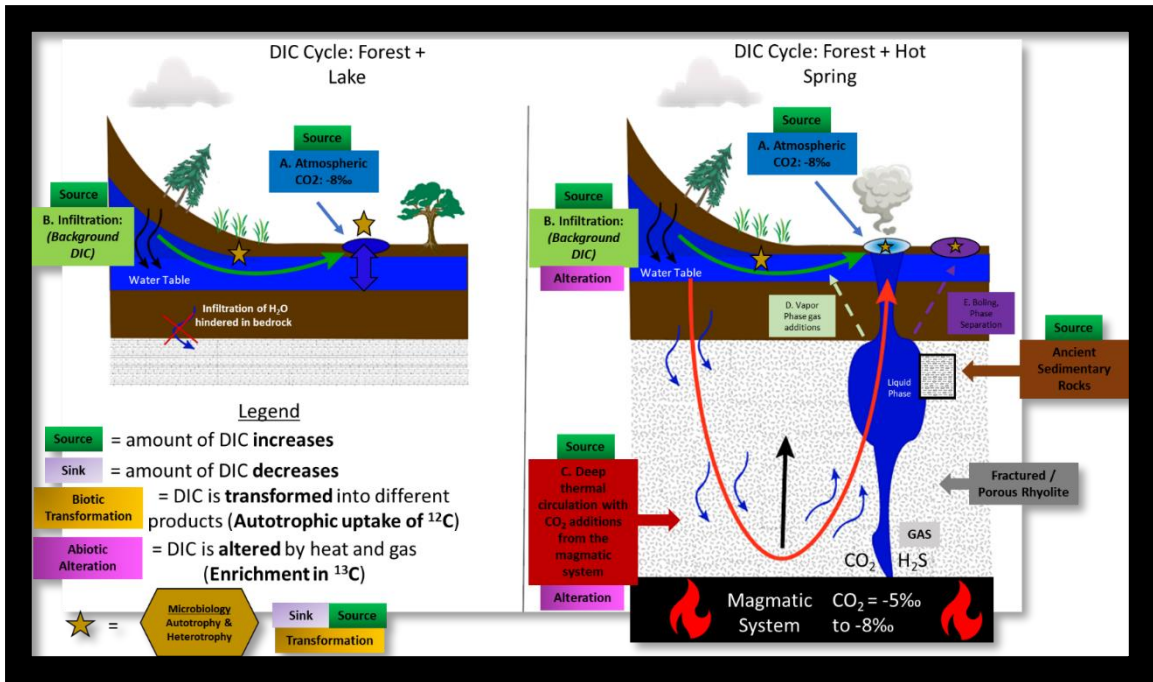 DIC Cycle: Forest +
Lake
Source
A. Atmospheric
CO2: -8‰
Source
B. Infiltration:
(Background
DIC)
Water Table
Infiltration of H₂O
hindered in bedrock
Legend
Source = amount of DIC increases
Sink = amount of DIC decreases
Biotic
Transformation
= DIC is transformed into different
products (Autotrophic uptake of ¹²C)
Abiotic
Alteration
= DIC is altered by heat and gas
(Enrichment in ¹³C)
=
Microbiology
Autotrophy &
Heterotrophy
Sink Source
Transformation
DIC Cycle: Forest + Hot
Spring
Source
A. Atmospheric
CO2: -8‰
Source
B. Infiltration:
(Background
DIC)
Alteration
Water Table
D. Vapor
Phase gas
additions
E. Boling,
Phase
Separation
Source
Ancient
Sedimentary
Rocks
Liquid
Phase
Source
C. Deep
thermal
circulation with
CO₂ additions
from the
magmatic
system
Alteration
Fractured /
Porous Rhyolite
GAS
CO₂ H₂S
Magmatic
System
CO₂ = -5‰
to -8‰